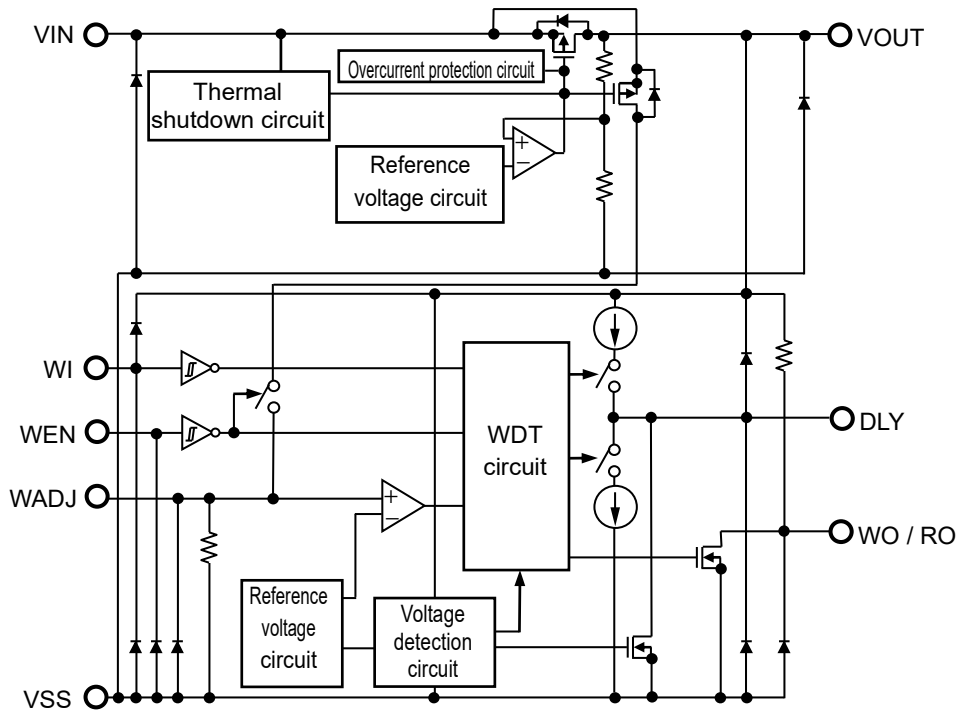 VIN
VOUT
Overcurrent protection circuit
Thermal
shutdown circuit
+
−
Reference
voltage circuit
WI
WEN
WDT
circuit
DLY
WADJ
+
−
WO / RO
Reference
voltage
circuit
Voltage
detection
circuit
VSS